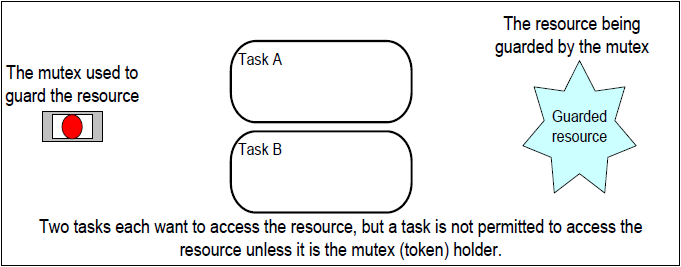 The resource being
guarded by the mutex
The mutex used to
guard the resource
Task A
Guarded
resource
Task B
Two tasks each want to access the resource, but a task is not permitted to access the
resource unless it is the mutex (token) holder.